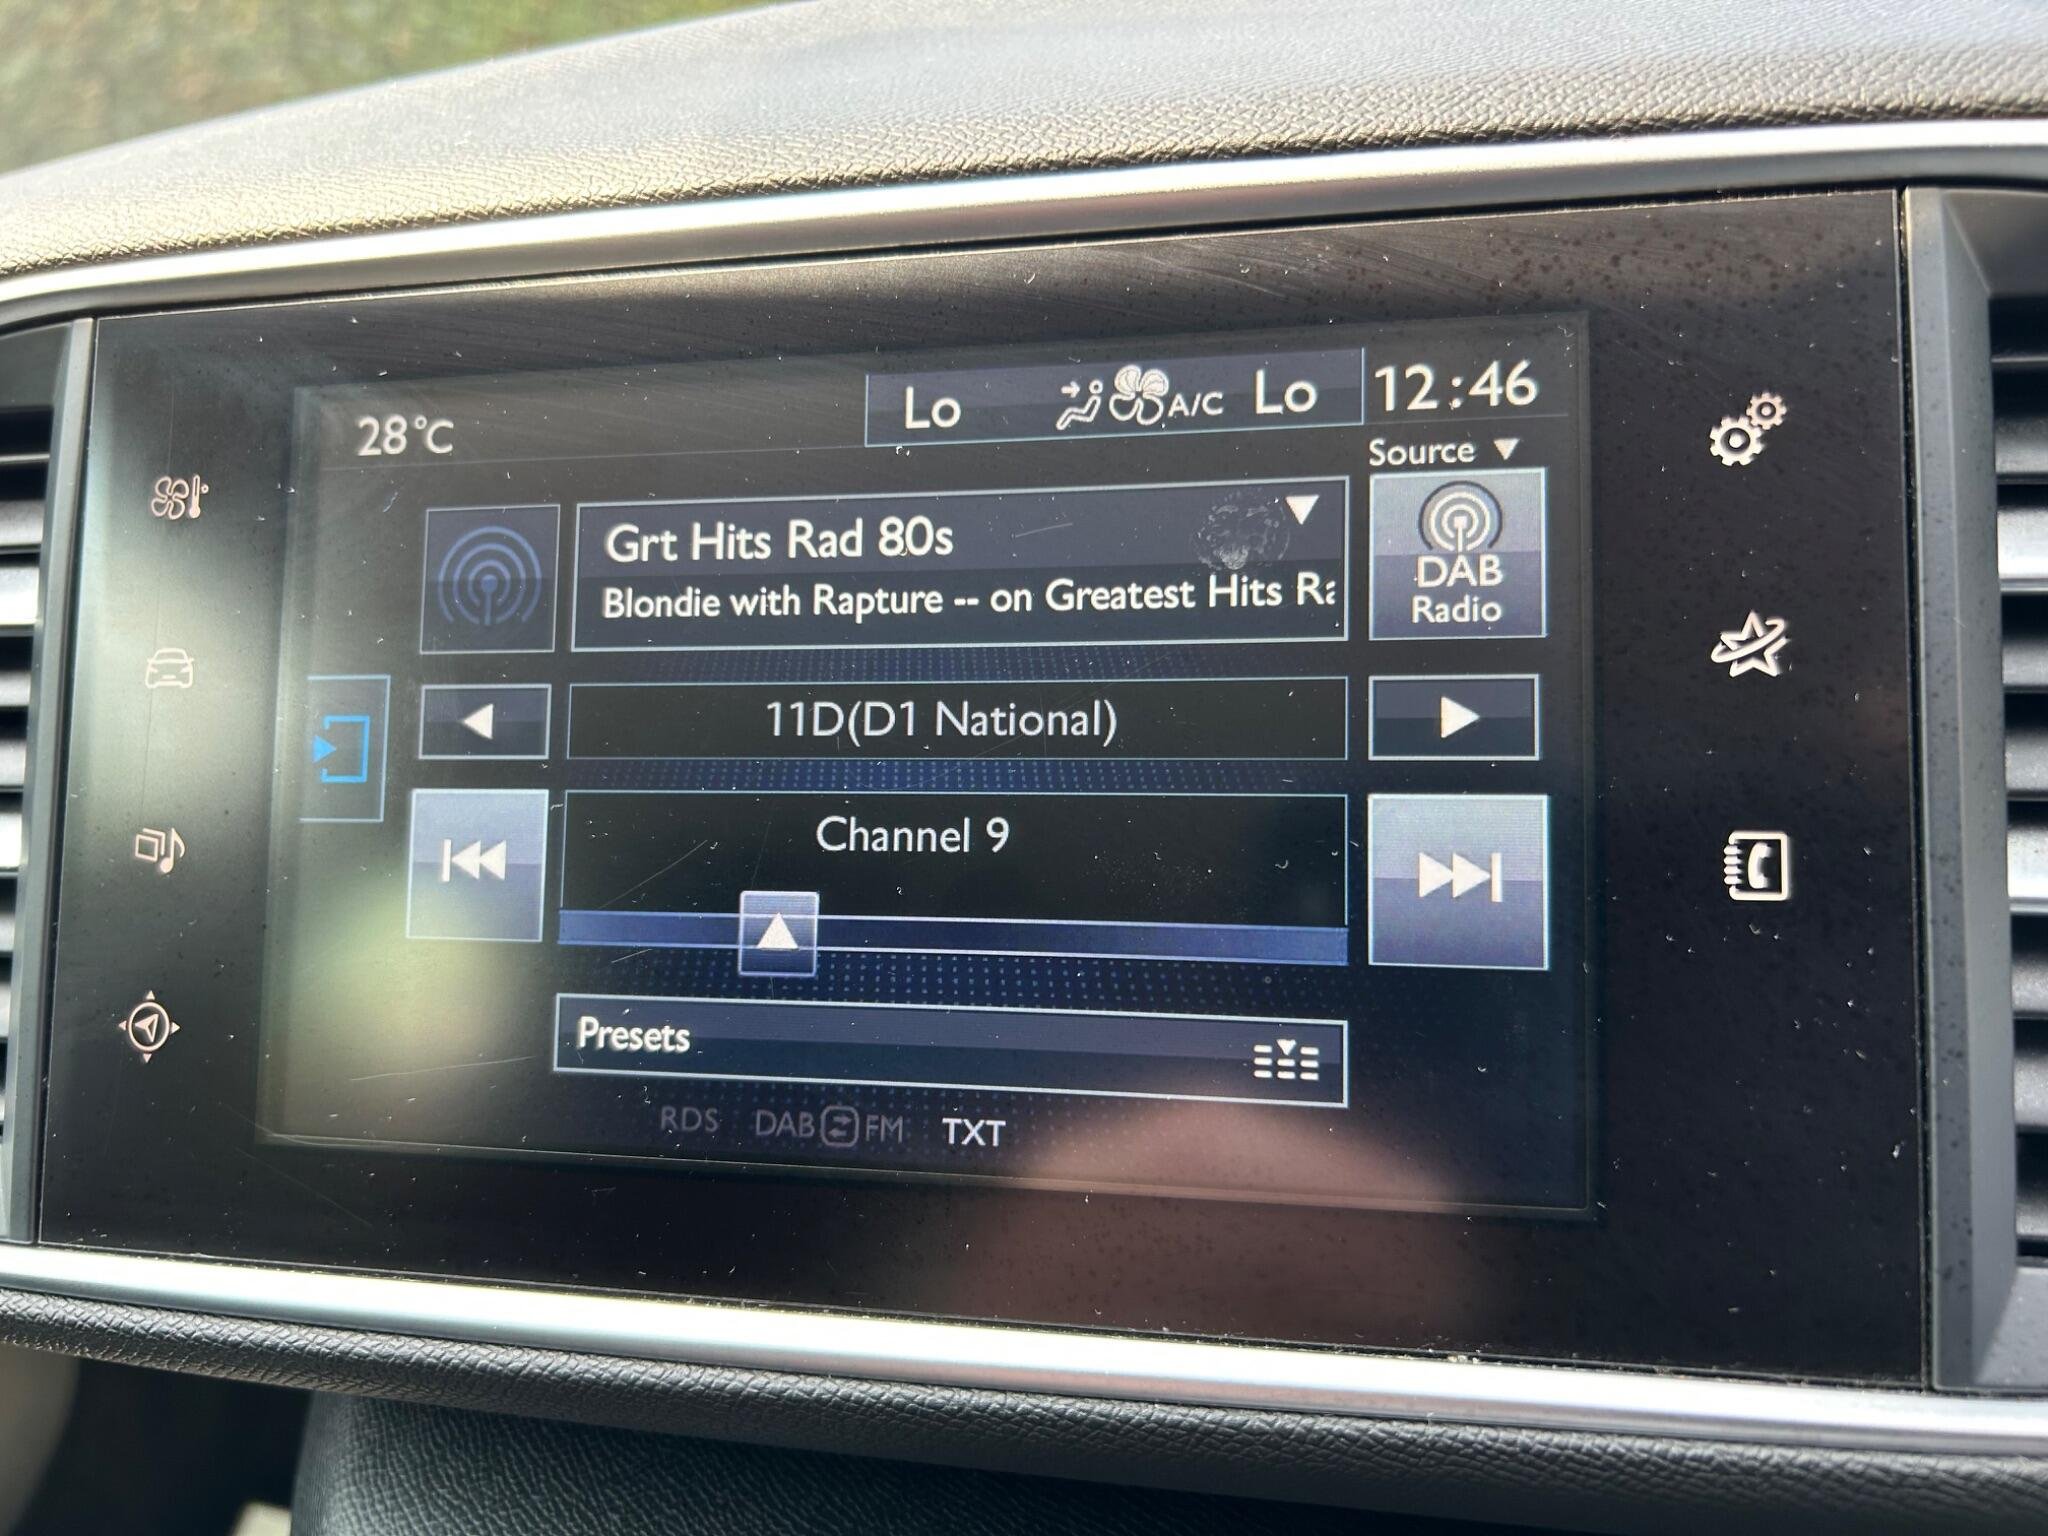 28°C
Lo A/C Lo 12:46
Source
Grt Hits Rad 80s
Blondie with Rapture -- on Greatest Hits Ra
DAB
Radio
11D(D1 National)
Channel 9
Presets
RDS DAB FM TXT